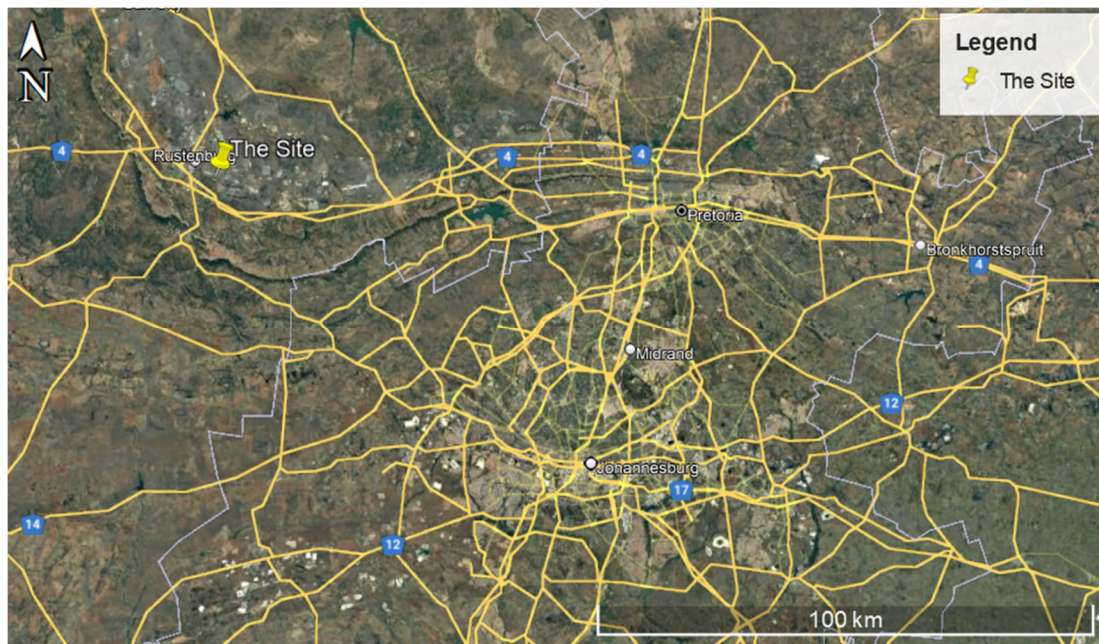 N
Legend
The Site
4
Rustenburg
The Site
4
4
Pretoria
Bronkhorstspruit
4
Midrand
12
Johannesburg
17
14
12
100 km